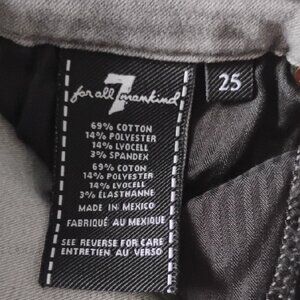 for all 7 mankind
25
69% COTTON
14% POLYESTER
14% LYOCELL
3% SPANDEX
69% COTON
14% POLYESTER
14% LYOCELL
3% ÉLASTHANNE
MADE IN MEXICO
FABRIQUÉ AU MEXIQUE
SEE REVERSE FOR CARE
ENTRETIEN AU VERSO